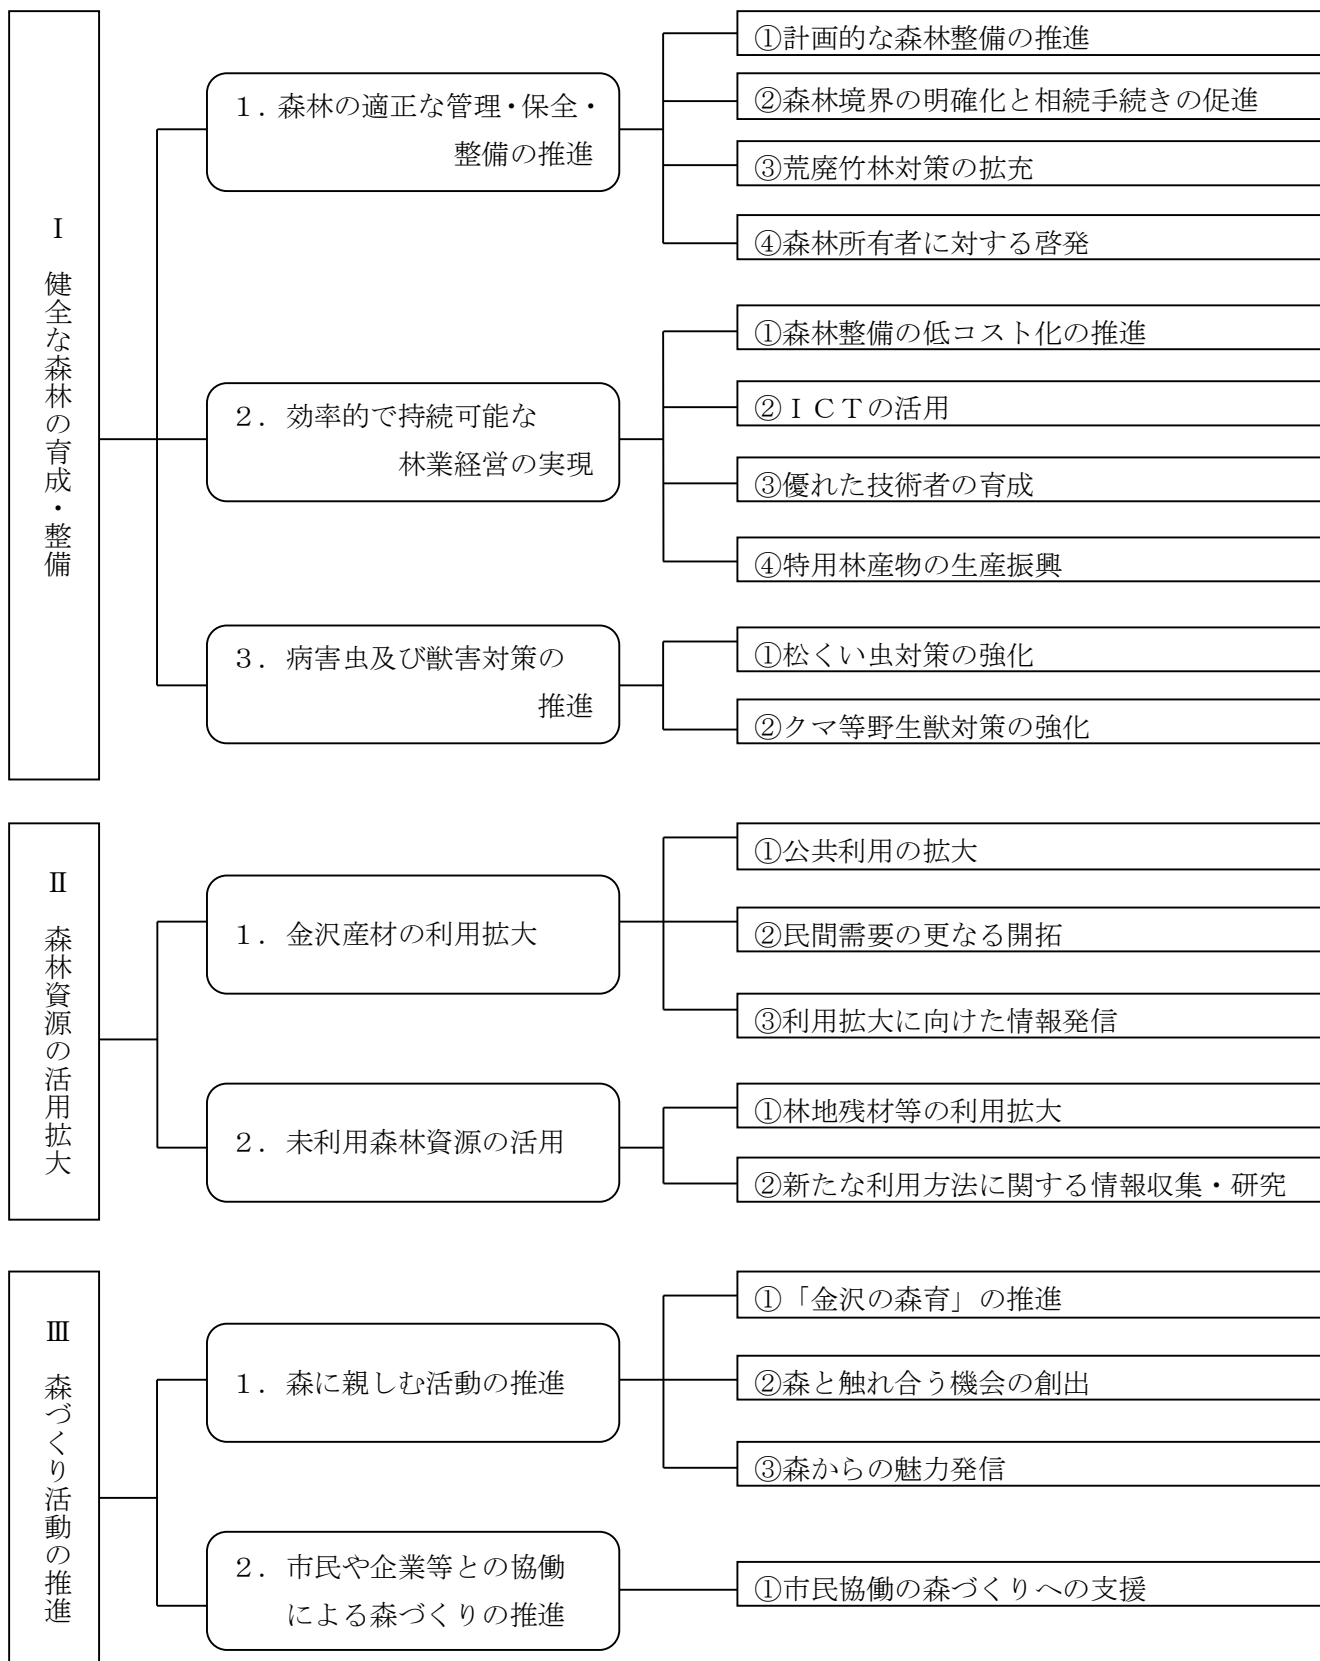 Ⅰ 健全な森林の育成・整備
１．森林の適正な管理・保全・
整備の推進
①計画的な森林整備の推進
②森林境界の明確化と相続手続きの促進
③荒廃竹林対策の拡充
④森林所有者に対する啓発
２．効率的で持続可能な
林業経営の実現
①森林整備の低コスト化の推進
②ＩＣＴの活用
③優れた技術者の育成
④特用林産物の生産振興
３．病害虫及び獣害対策の
推進
①松くい虫対策の強化
②クマ等野生獣対策の強化
Ⅱ 森林資源の活用拡大
１．金沢産材の利用拡大
①公共利用の拡大
②民間需要の更なる開拓
③利用拡大に向けた情報発信
２．未利用森林資源の活用
①林地残材等の利用拡大
②新たな利用方法に関する情報収集・研究
Ⅲ 森づくり活動の推進
１．森に親しむ活動の推進
①「金沢の森育」の推進
②森と触れ合う機会の創出
③森からの魅力発信
２．市民や企業等との協働
による森づくりの推進
①市民協働の森づくりへの支援